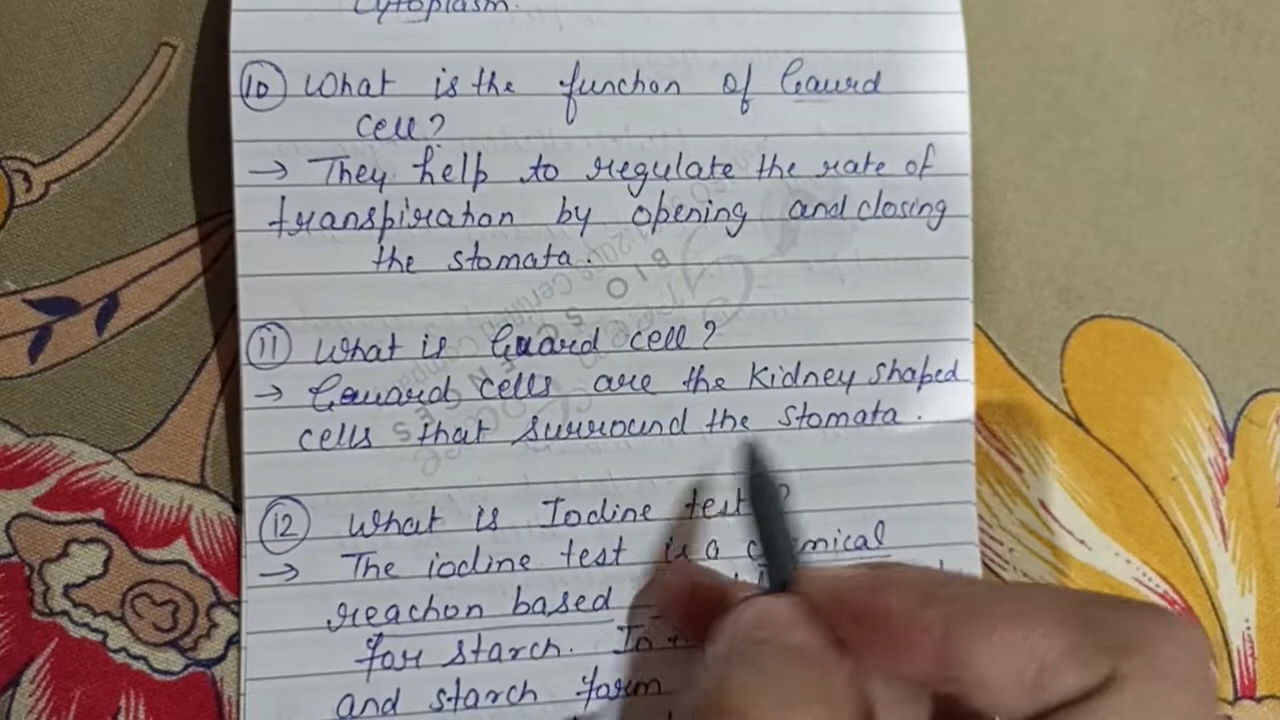 Cytoplasm.
10 What is the function of Gaurd
cell?
→ They help to regulate the rate of
transpiration by opening and closing
the stomata.
11 What is Guard cell?
→ Gauard cells are the kidney shaped
cells that surround the stomata.
12 What is Iodine test?
→ The iodine test is a chemical
reaction based
for starch.
and starch form